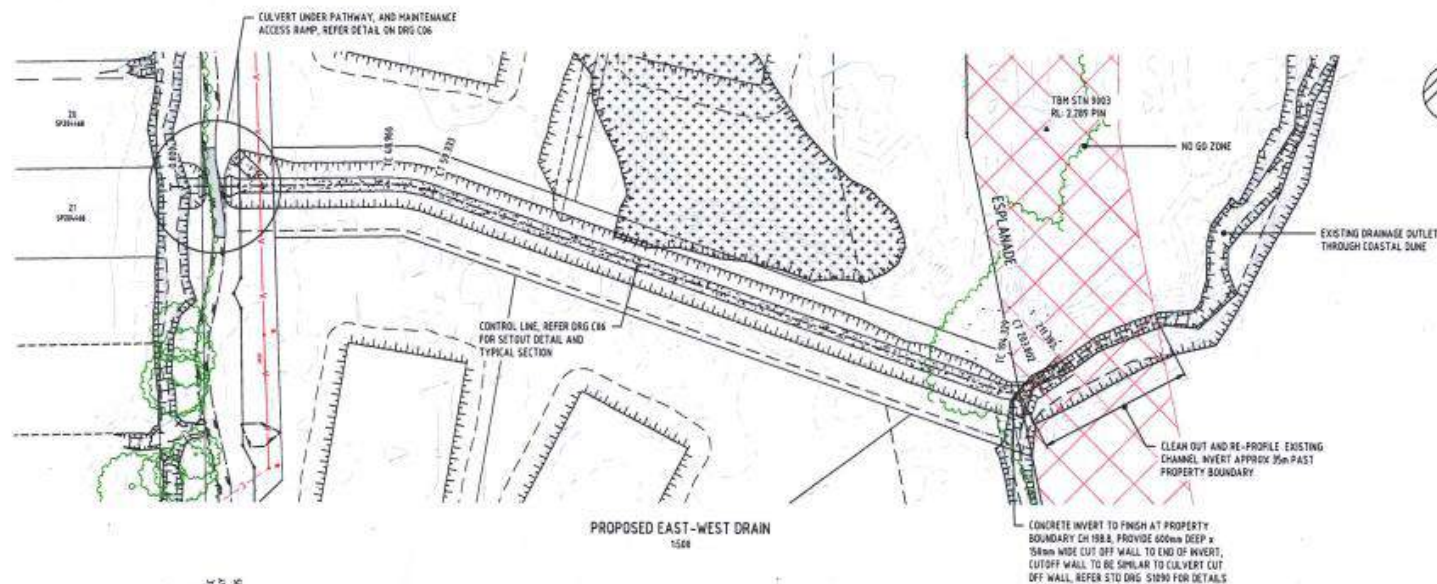 CULVERT UNDER PATHWAY, AND MAINTENANCE
ACCESS RAMP, REFER DETAIL ON DRG C06
TBM STN 9003
RL: 2.289 PIN
NO GO ZONE
ESPLANADE
EXISTING DRAINAGE OUTLET
THROUGH COASTAL DUNE
CONTROL LINE, REFER DRG C06
FOR SETOUT DETAIL AND
TYPICAL SECTION
CLEAN OUT AND RE-PROFILE EXISTING
CHANNEL INVERT APPROX 35m PAST
PROPERTY BOUNDARY
PROPOSED EAST-WEST DRAIN
CONCRETE INVERT TO FINISH AT PROPERTY
BOUNDARY CH 198.8, PROVIDE 600mm DEEP x
150mm WIDE CUT OFF WALL TO END OF INVERT,
CUTOFF WALL TO BE SIMILAR TO CULVERT CUT
OFF WALL, REFER STD DRG S1090 FOR DETAILS